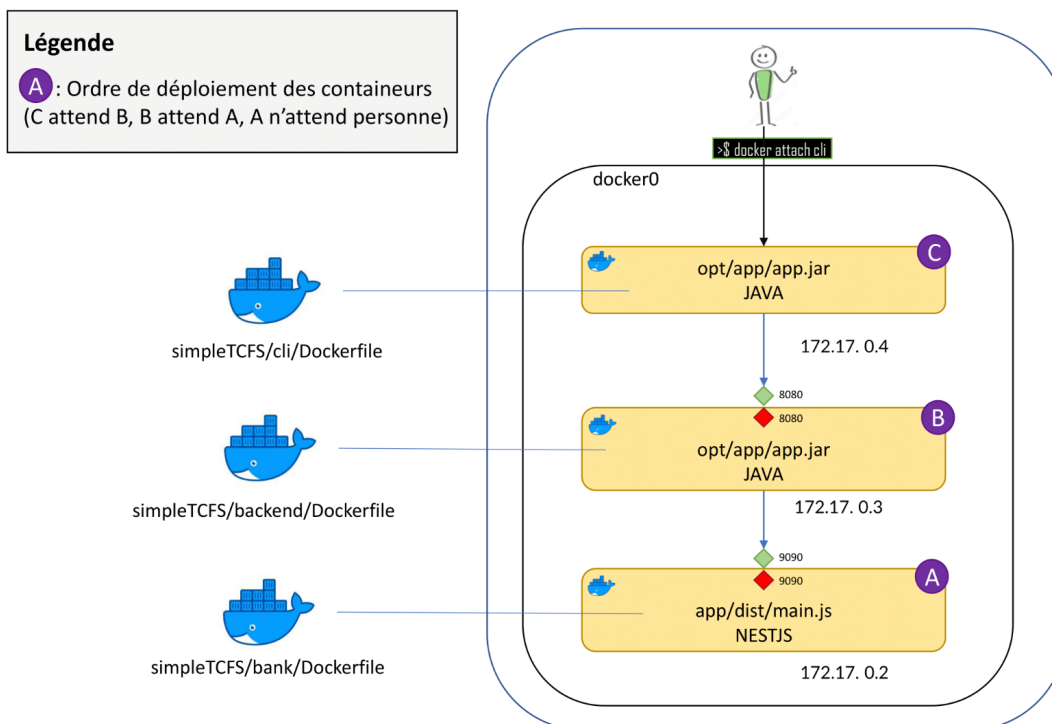 Légende
A : Ordre de déploiement des containeurs
(C attend B, B attend A, A n'attend personne)
>$ docker attach cli
docker0
C
opt/app/app.jar
JAVA
simpleTCFS/cli/Dockerfile
172.17. 0.4
8080
8080
B
opt/app/app.jar
JAVA
simpleTCFS/backend/Dockerfile
172.17. 0.3
9090
9090
A
app/dist/main.js
NESTJS
simpleTCFS/bank/Dockerfile
172.17. 0.2